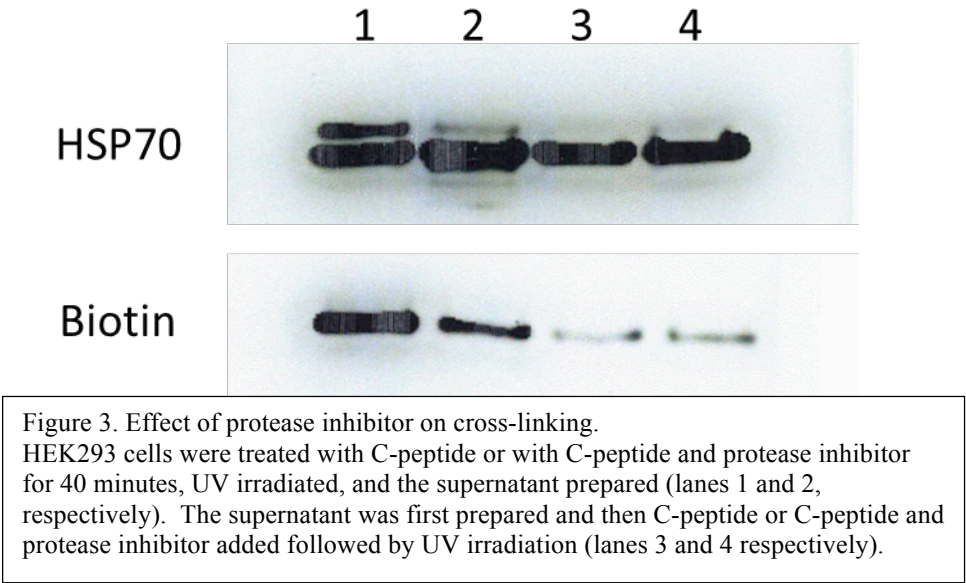 1 2 3 4
HSP70
Biotin
Figure 3. Effect of protease inhibitor on cross-linking.
HEK293 cells were treated with C-peptide or with C-peptide and protease inhibitor
for 40 minutes, UV irradiated, and the supernatant prepared (lanes 1 and 2,
respectively). The supernatant was first prepared and then C-peptide or C-peptide and
protease inhibitor added followed by UV irradiation (lanes 3 and 4 respectively).